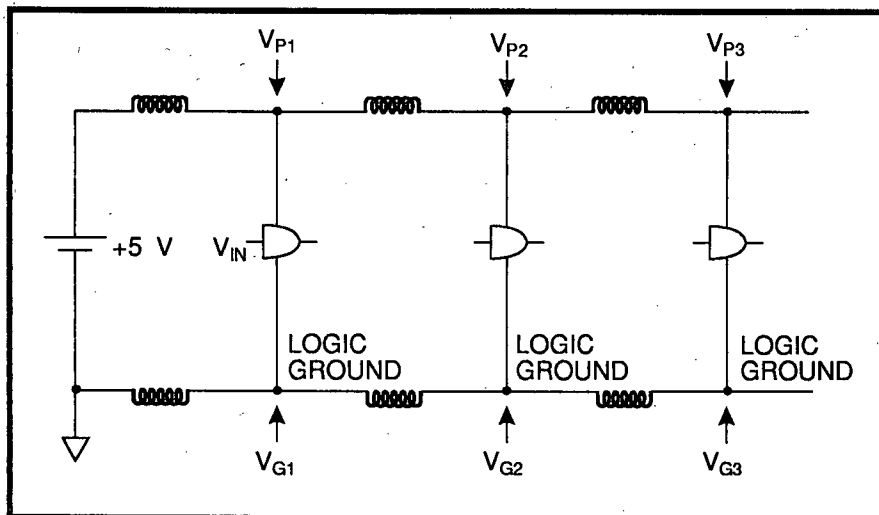 VP1 VP2 VP3
+5 V
VIN
LOGIC GROUND
LOGIC GROUND
LOGIC GROUND
VG1 VG2 VG3